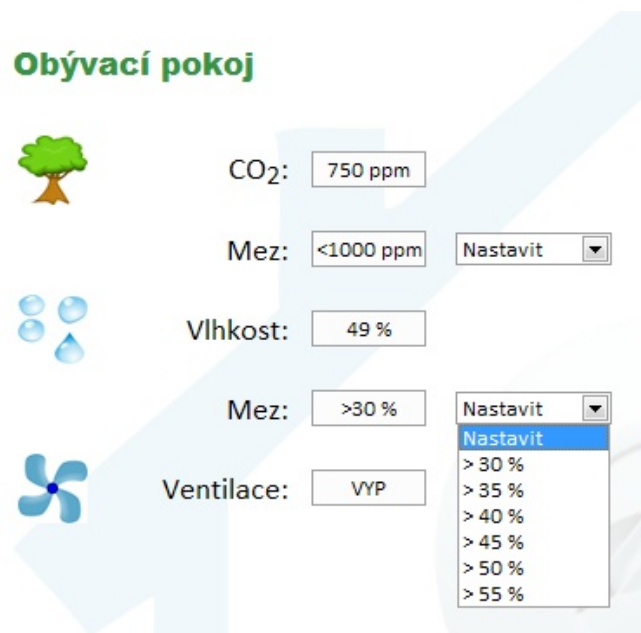 Obývací pokoj
CO2: 750 ppm
Mez: <1000 ppm Nastavit
Vlhkost: 49 %
Mez: >30 % Nastavit
Nastavit
> 30 %
Ventilace: VYP
> 35 %
> 40 %
> 45 %
> 50 %
> 55 %